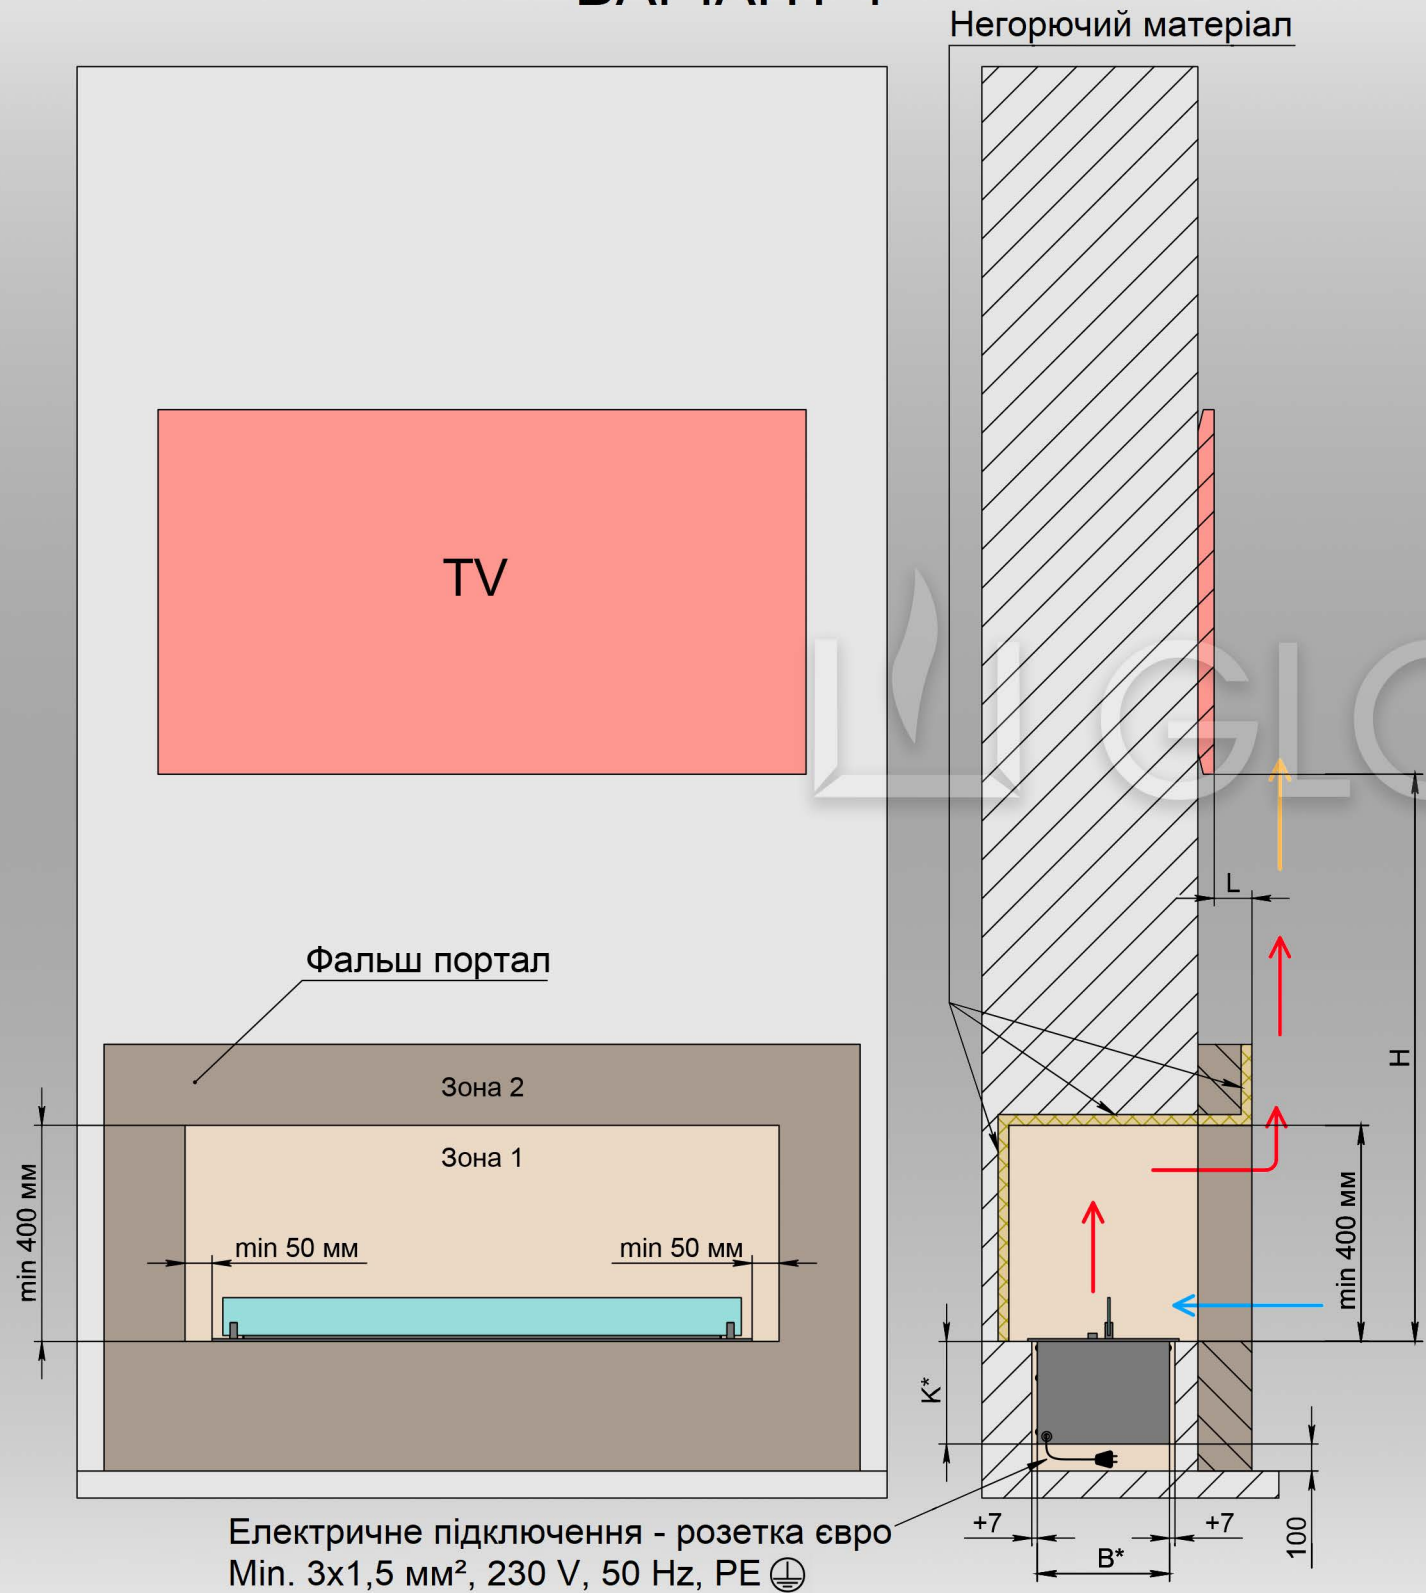 Негорючий матеріал
TV
GLO
L
Фальш портал
H
Зона 2
Зона 1
min 400 мм
min 50 мм
min 50 мм
min 400 мм
K*
Електричне підключення - розетка євро
Min. 3x1,5 мм², 230 V, 50 Hz, PE
+7
B*
+7
100